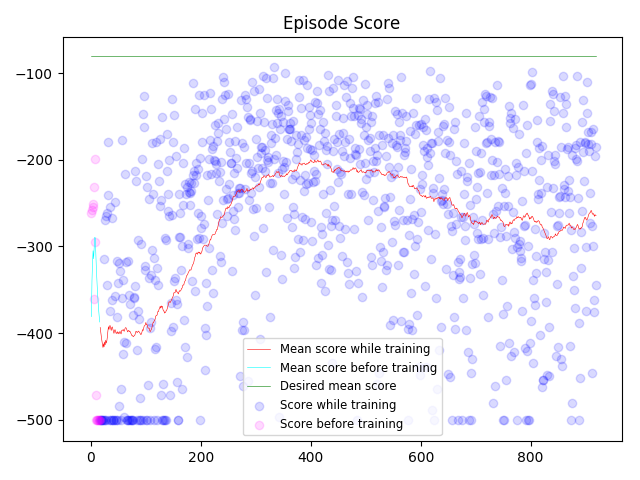 Episode Score
−100
−200
−300
−400
−500
Mean score while training
Mean score before training
Desired mean score
Score while training
Score before training
0
200
400
600
800